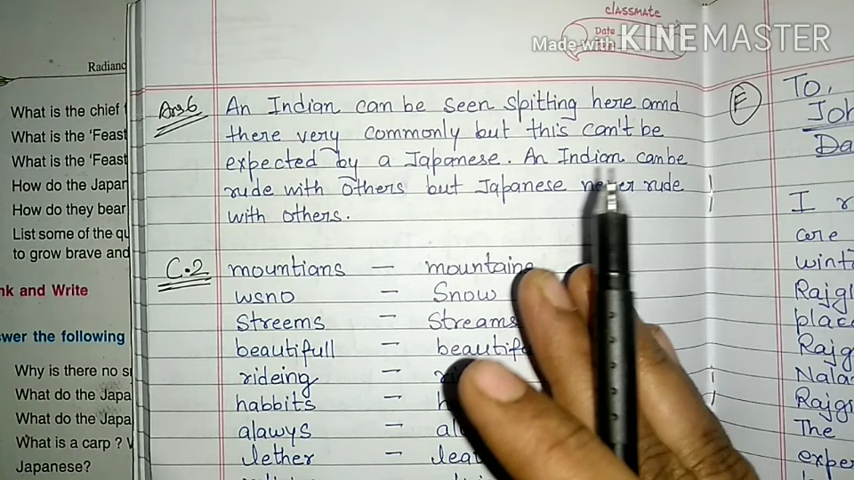 classmate
Date
Made with KINEMASTER
Radianc
What is the chief
What is the 'Feast
What is the 'Feast
How do the Japan
How do they bear
List some of the qu
to grow brave and
nk and Write
swer the following
Why is there no s
What do the Japa
What do the Japa
What is a carp ?
Japanese?
Ans6 An Indian can be seen spitting here amd
there very commonly but this can't be
expected by a Japanese. An Indian can be
rude with others but Japanese never rude
with others.
C.2 mountians — mountains
wsno — Snow
Streems — Streams
beautifull — beautif
rideing — ri
habbits — h
alawys — al
lether — lea
F
To,
Joh
Da
I r
are
wint
Rajg
plac
Rajg
Nala
Rajg
The
exper